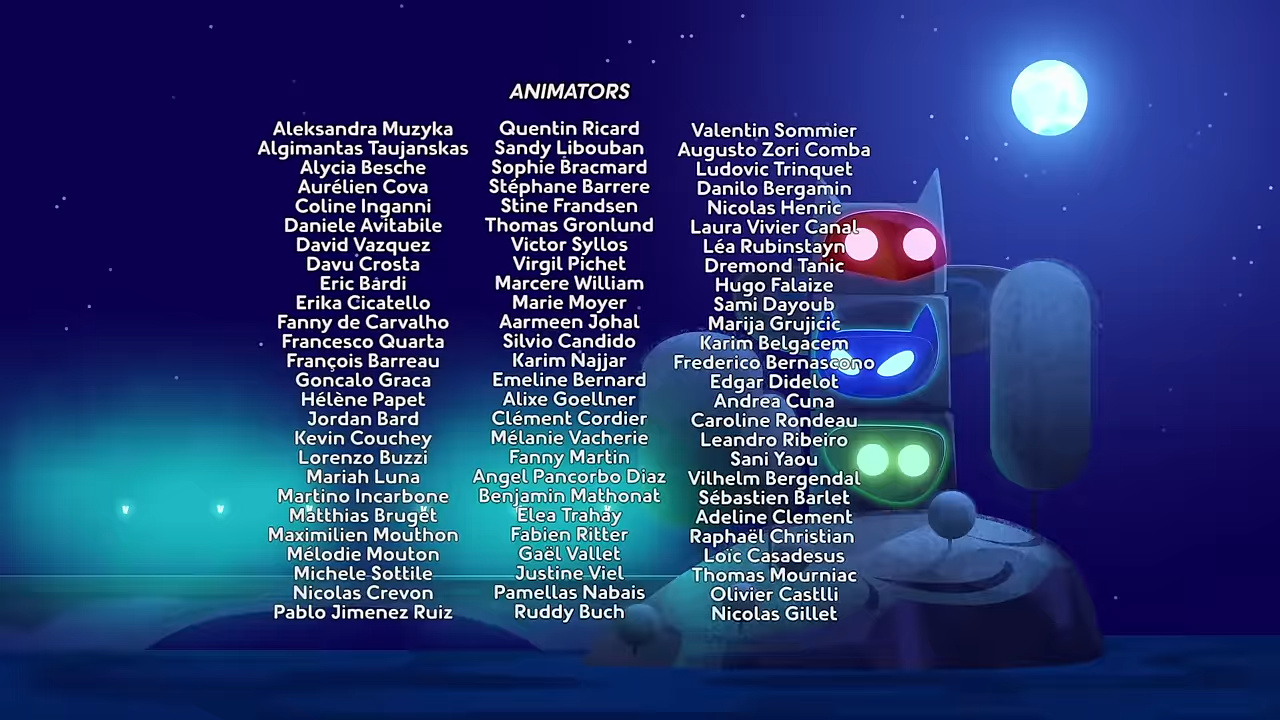 ANIMATORS
Aleksandra Muzyka
Algimantas Taujanskas
Alycia Besche
Aurélien Cova
Coline Inganni
Daniele Avitabile
David Vazquez
Davu Crosta
Eric Bardi
Erika Cicatello
Fanny de Carvalho
Francesco Quarta
François Barreau
Goncalo Graca
Hélène Papet
Jordan Bard
Kevin Couchey
Lorenzo Buzzi
Mariah Luna
Martino Incarbone
Matthias Bruget
Maximilien Mouthon
Mélodie Mouton
Michele Sottile
Nicolas Crevon
Pablo Jimenez Ruiz
Quentin Ricard
Sandy Libouban
Sophie Bracmard
Stéphane Barrere
Stine Frandsen
Thomas Gronlund
Victor Syllos
Virgil Pichet
Marcere William
Marie Moyer
Aarmeen Johal
Silvio Candido
Karim Najjar
Emeline Bernard
Alixe Goellner
Clément Cordier
Mélanie Vacherie
Fanny Martin
Angel Pancorbo Diaz
Benjamin Mathonat
Elea Trahay
Fabien Ritter
Gaël Vallet
Justine Viel
Pamellas Nabais
Ruddy Buch
Valentin Sommier
Augusto Zori Comba
Ludovic Trinquet
Danilo Bergamin
Nicolas Henric
Laura Vivier Canal
Léa Rubinstayn
Dremond Tanic
Hugo Falaize
Sami Dayoub
Marija Grujicic
Karim Belgacem
Frederico Bernascono
Edgar Didelot
Andrea Cuna
Caroline Rondeau
Leandro Ribeiro
Sani Yaou
Vilhelm Bergendal
Sébastien Barlet
Adeline Clement
Raphaël Christian
Loïc Casadesus
Thomas Mourniac
Olivier Castlli
Nicolas Gillet